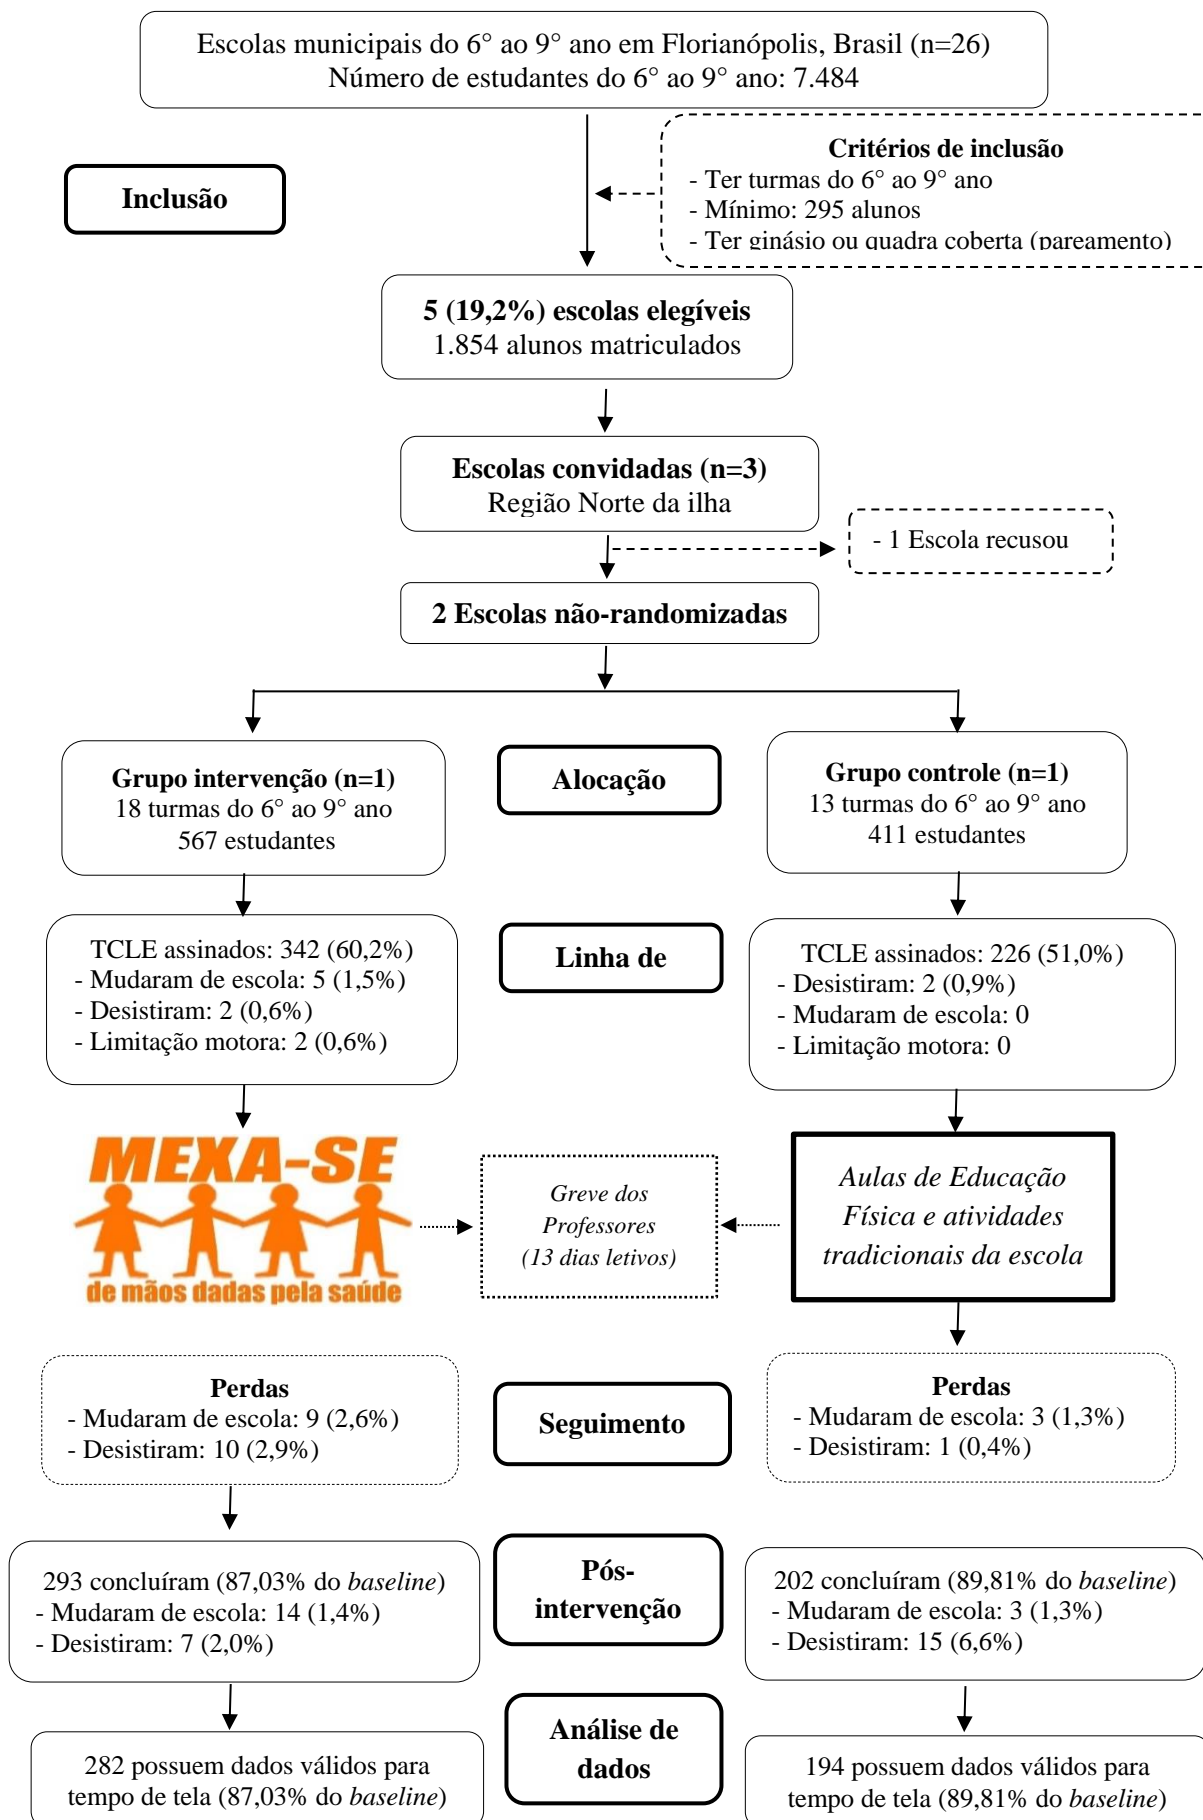 Escolas municipais do 6° ao 9° ano em Florianópolis, Brasil (n=26)
Número de estudantes do 6° ao 9° ano: 7.484
Critérios de inclusão
- Ter turmas do 6° ao 9° ano
- Mínimo: 295 alunos
- Ter ginásio ou quadra coberta (pareamento)
Inclusão
5 (19,2%) escolas elegíveis
1.854 alunos matriculados
Escolas convidadas (n=3)
Região Norte da ilha
- 1 Escola recusou
2 Escolas não-randomizadas
Grupo intervenção (n=1)
18 turmas do 6° ao 9° ano
567 estudantes
Alocação
Grupo controle (n=1)
13 turmas do 6° ao 9° ano
411 estudantes
TCLE assinados: 342 (60,2%)
- Mudaram de escola: 5 (1,5%)
- Desistiram: 2 (0,6%)
- Limitação motora: 2 (0,6%)
Linha de
TCLE assinados: 226 (51,0%)
- Desistiram: 2 (0,9%)
- Mudaram de escola: 0
- Limitação motora: 0
MEXA-SE
de mãos dadas pela saúde
Greve dos
Professores
(13 dias letivos)
Aulas de Educação
Física e atividades
tradicionais da escola
Perdas
- Mudaram de escola: 9 (2,6%)
- Desistiram: 10 (2,9%)
Seguimento
Perdas
- Mudaram de escola: 3 (1,3%)
- Desistiram: 1 (0,4%)
293 concluíram (87,03% do baseline)
- Mudaram de escola: 14 (1,4%)
- Desistiram: 7 (2,0%)
Pós-
intervenção
202 concluíram (89,81% do baseline)
- Mudaram de escola: 3 (1,3%)
- Desistiram: 15 (6,6%)
282 possuem dados válidos para
tempo de tela (87,03% do baseline)
Análise de
dados
194 possuem dados válidos para
tempo de tela (89,81% do baseline)